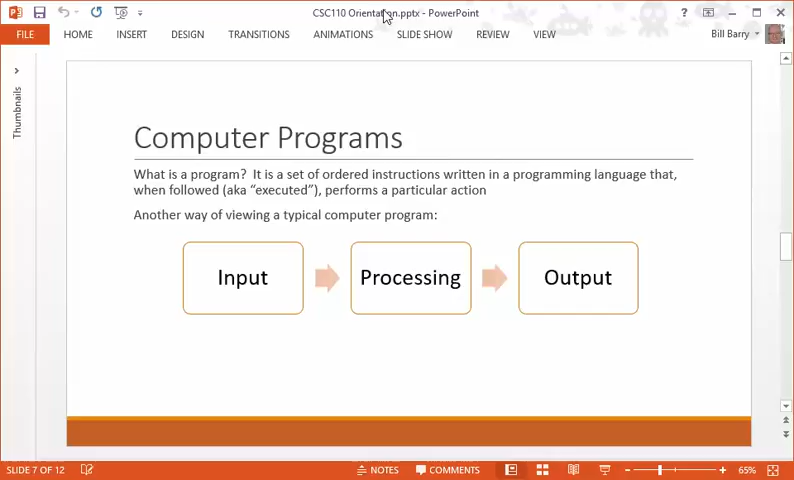 CSC110 Orientation.pptx - PowerPoint
FILE HOME INSERT DESIGN TRANSITIONS ANIMATIONS SLIDE SHOW REVIEW VIEW Bill Barry
Thumbnails
Computer Programs
What is a program? It is a set of ordered instructions written in a programming language that,
when followed (aka “executed”), performs a particular action
Another way of viewing a typical computer program:
Input Processing Output
SLIDE 7 OF 12 NOTES COMMENTS 65%